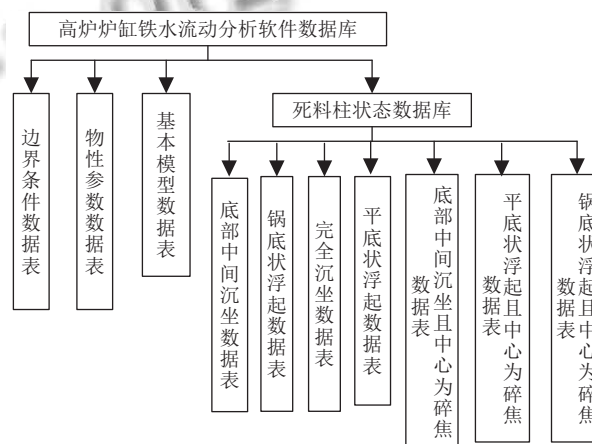 高炉炉缸铁水流动分析软件数据库
边界条件数据表
物性参数数据表
基本模型数据表
死料柱状态数据库
底部中间沉坐数据表
锅底状浮起数据表
完全沉坐数据表
平底状浮起数据表
底部中间沉坐且中心为碎焦
数据表
平底状浮起且中心为碎焦
数据表
锅底状浮起且中心为碎焦
数据表